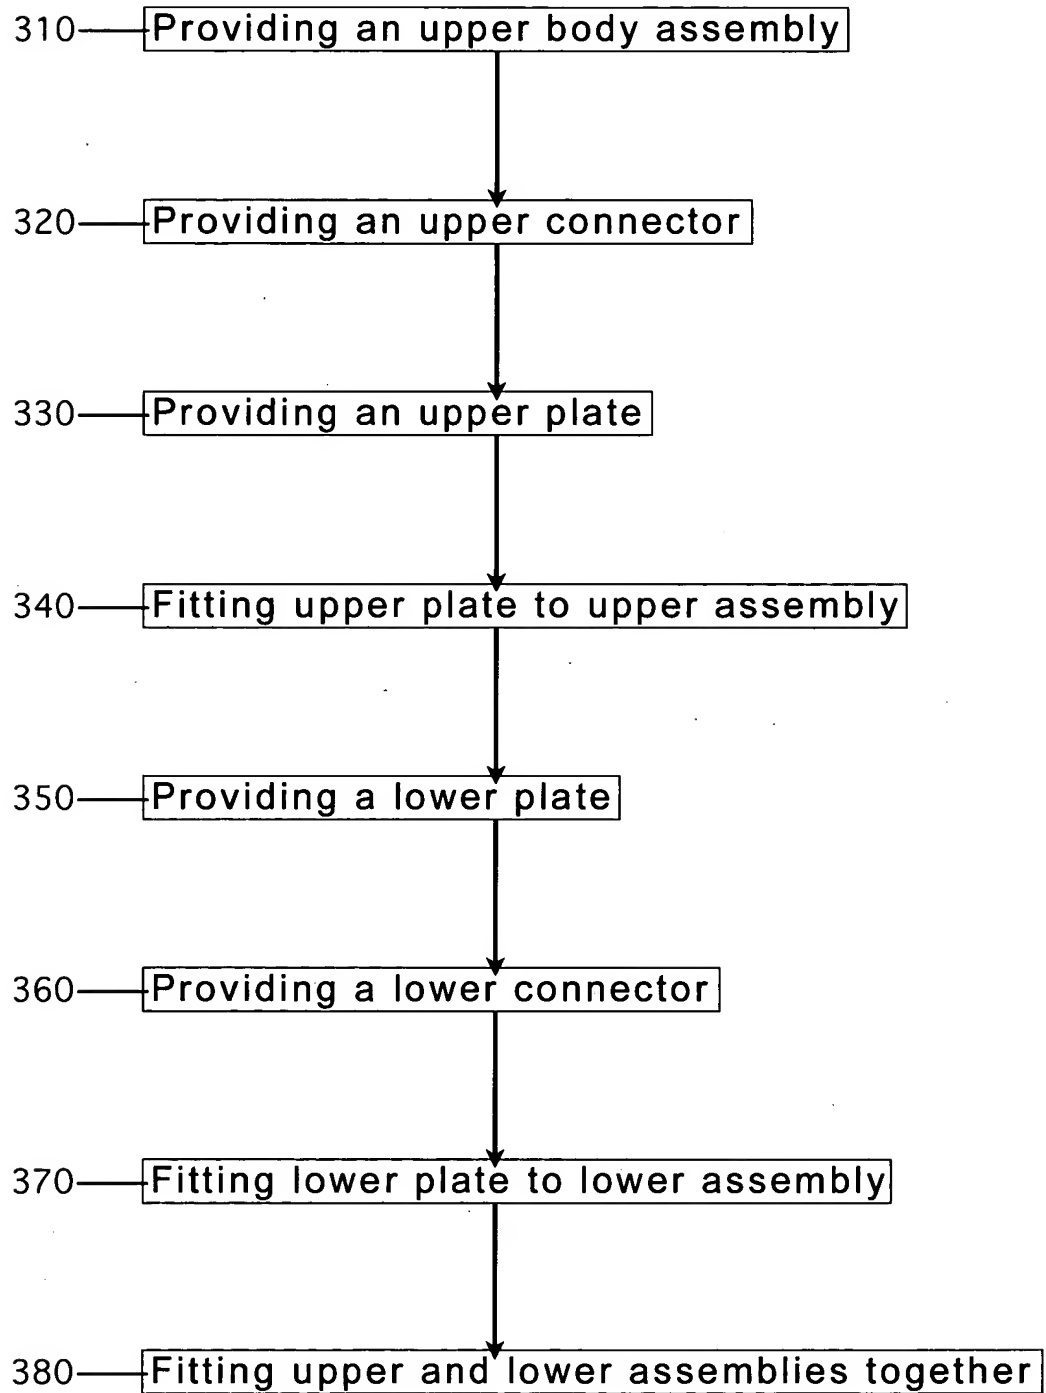 310 Providing an upper body assembly
320 Providing an upper connector
330 Providing an upper plate
340 Fitting upper plate to upper assembly
350 Providing a lower plate
360 Providing a lower connector
370 Fitting lower plate to lower assembly
380 Fitting upper and lower assemblies together